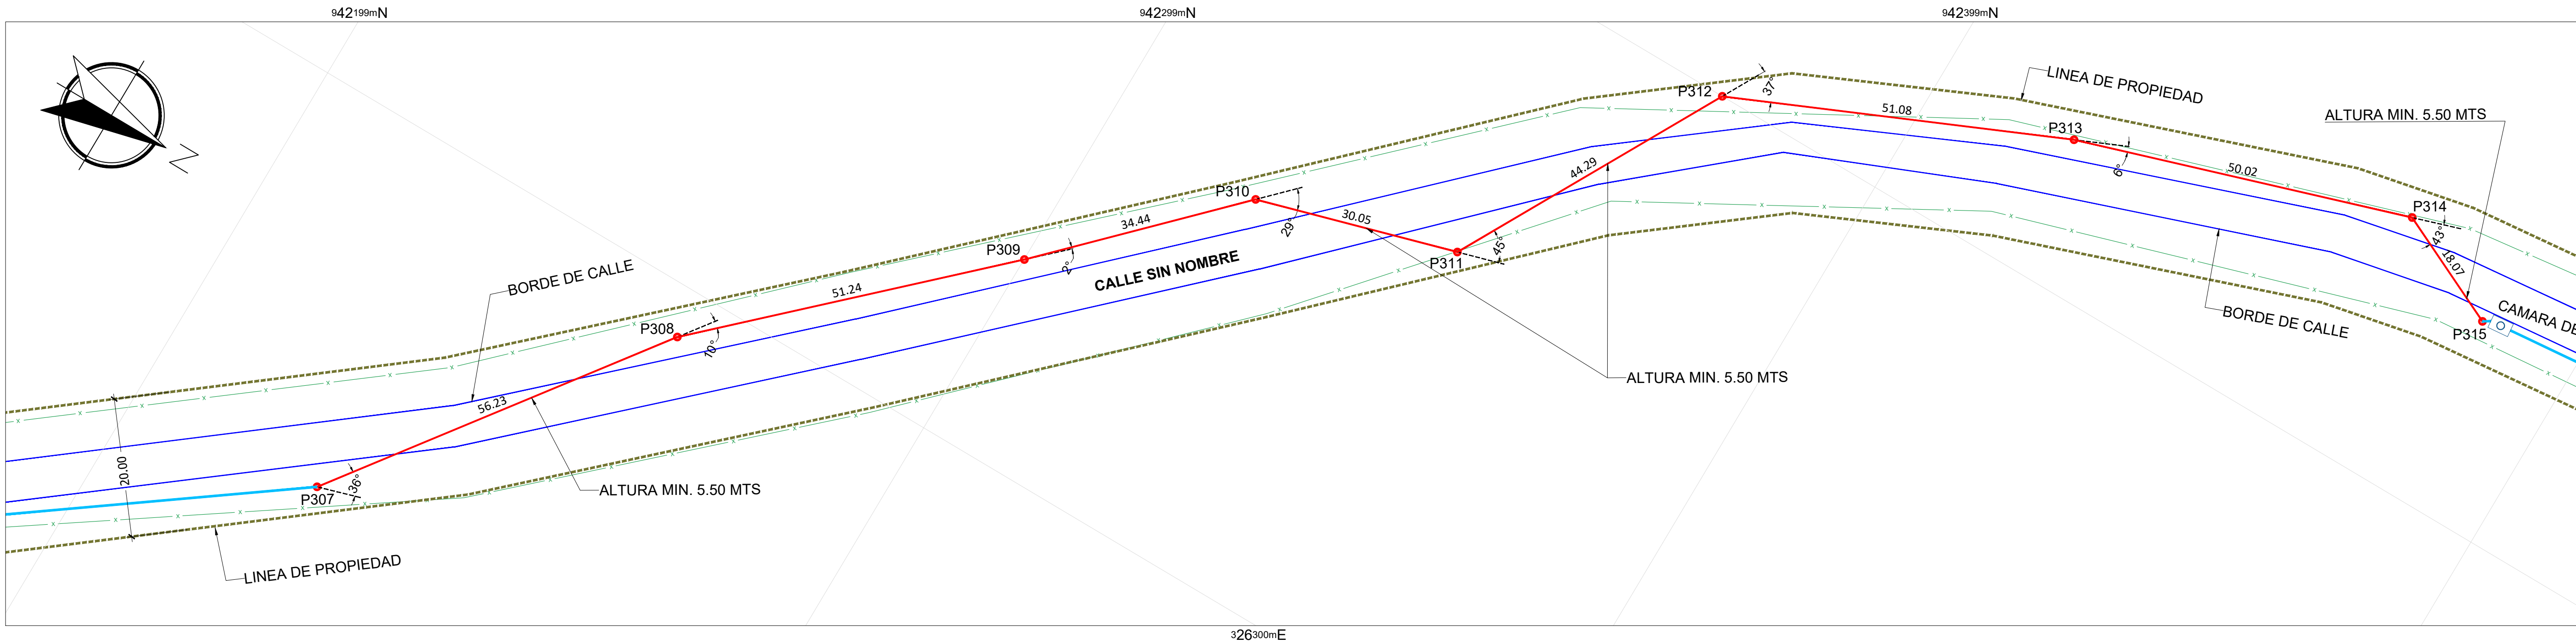 942199mN
942299mN
942399mN
N
LINEA DE PROPIEDAD
P312
37°
51.08
P313
6°
ALTURA MIN. 5.50 MTS
50.02
P314
43°
18.07
P315
CAMARA DE
BORDE DE CALLE
44.29
P310
29°
30.05
P311
45°
34.44
P309
2°
CALLE SIN NOMBRE
BORDE DE CALLE
51.24
P308
10°
ALTURA MIN. 5.50 MTS
56.23
P307
36°
20.00
ALTURA MIN. 5.50 MTS
LINEA DE PROPIEDAD
326300mE